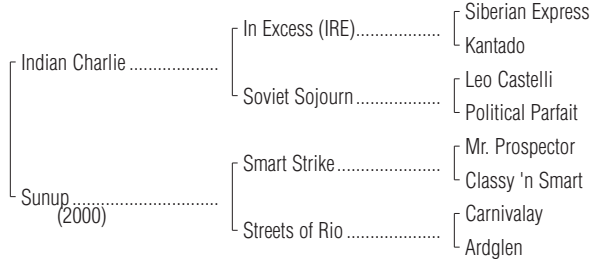 Siberian Express
In Excess (IRE)..................
Kantado
Indian Charlie ...................
Leo Castelli
Soviet Sojourn ..................
Political Parfait
Mr. Prospector
Smart Strike......................
Classy 'n Smart
Sunup...............................
(2000)
Carnivalay
Streets of Rio ....................
Ardglen